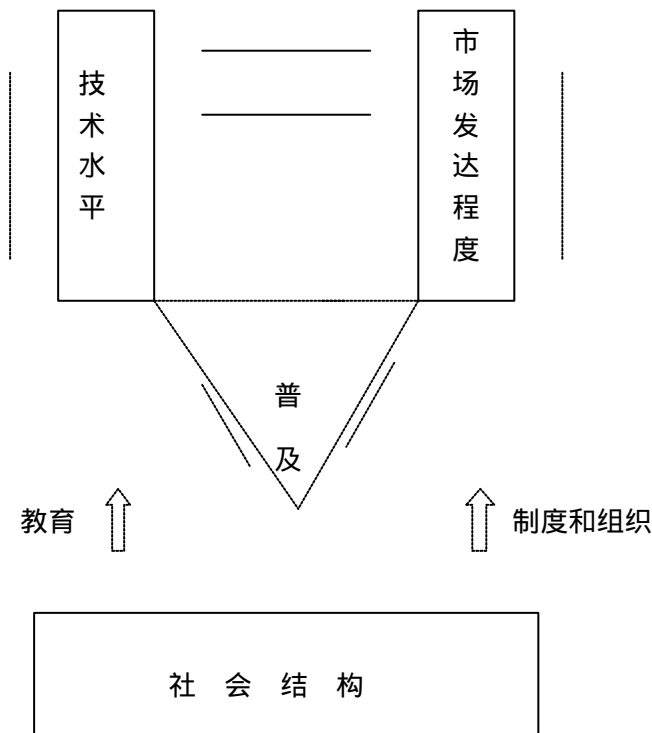 技术水平
市场发达程度
普及
教育
制度和组织
社会结构